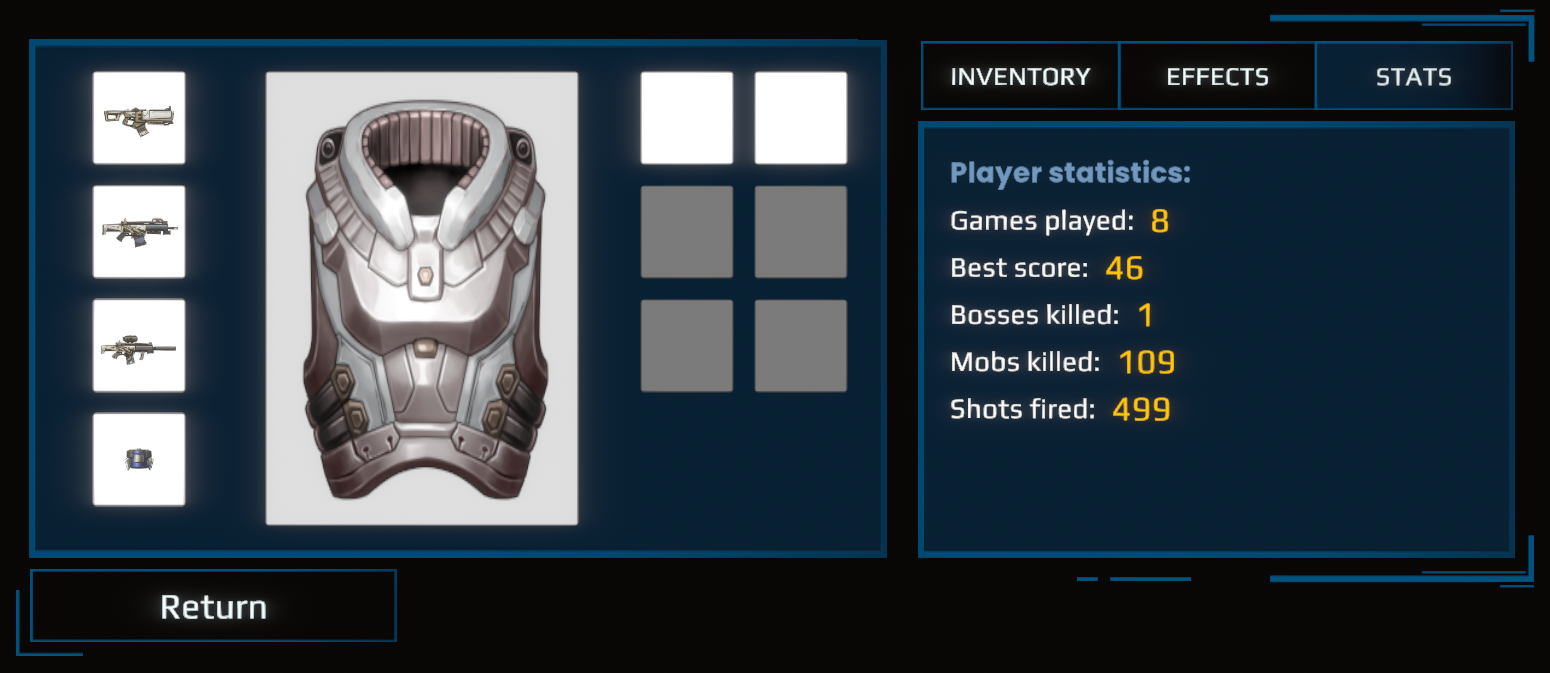 INVENTORY EFFECTS STATS
Player statistics:
Games played: 8
Best score: 46
Bosses killed: 1
Mobs killed: 109
Shots fired: 499
Return